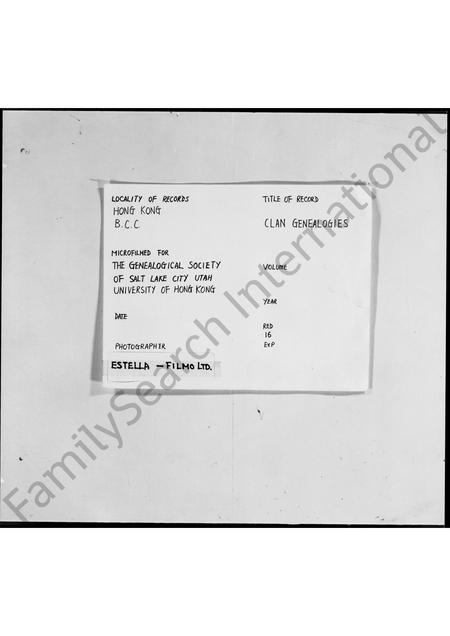 LOCALITY OF RECORDS
HONG KONG
B.C.C.
MICROFILMED FOR
THE GENEALOGICAL SOCIETY
OF SALT LAKE CITY UTAH
UNIVERSITY OF HONG KONG
DATE
PHOTOGRAPHER
ESTELLA — FILMO LTD.
TITLE OF RECORD
CLAN GENEALOGIES
VOLUME
YEAR
RED
16
EXP
FamilySearch International